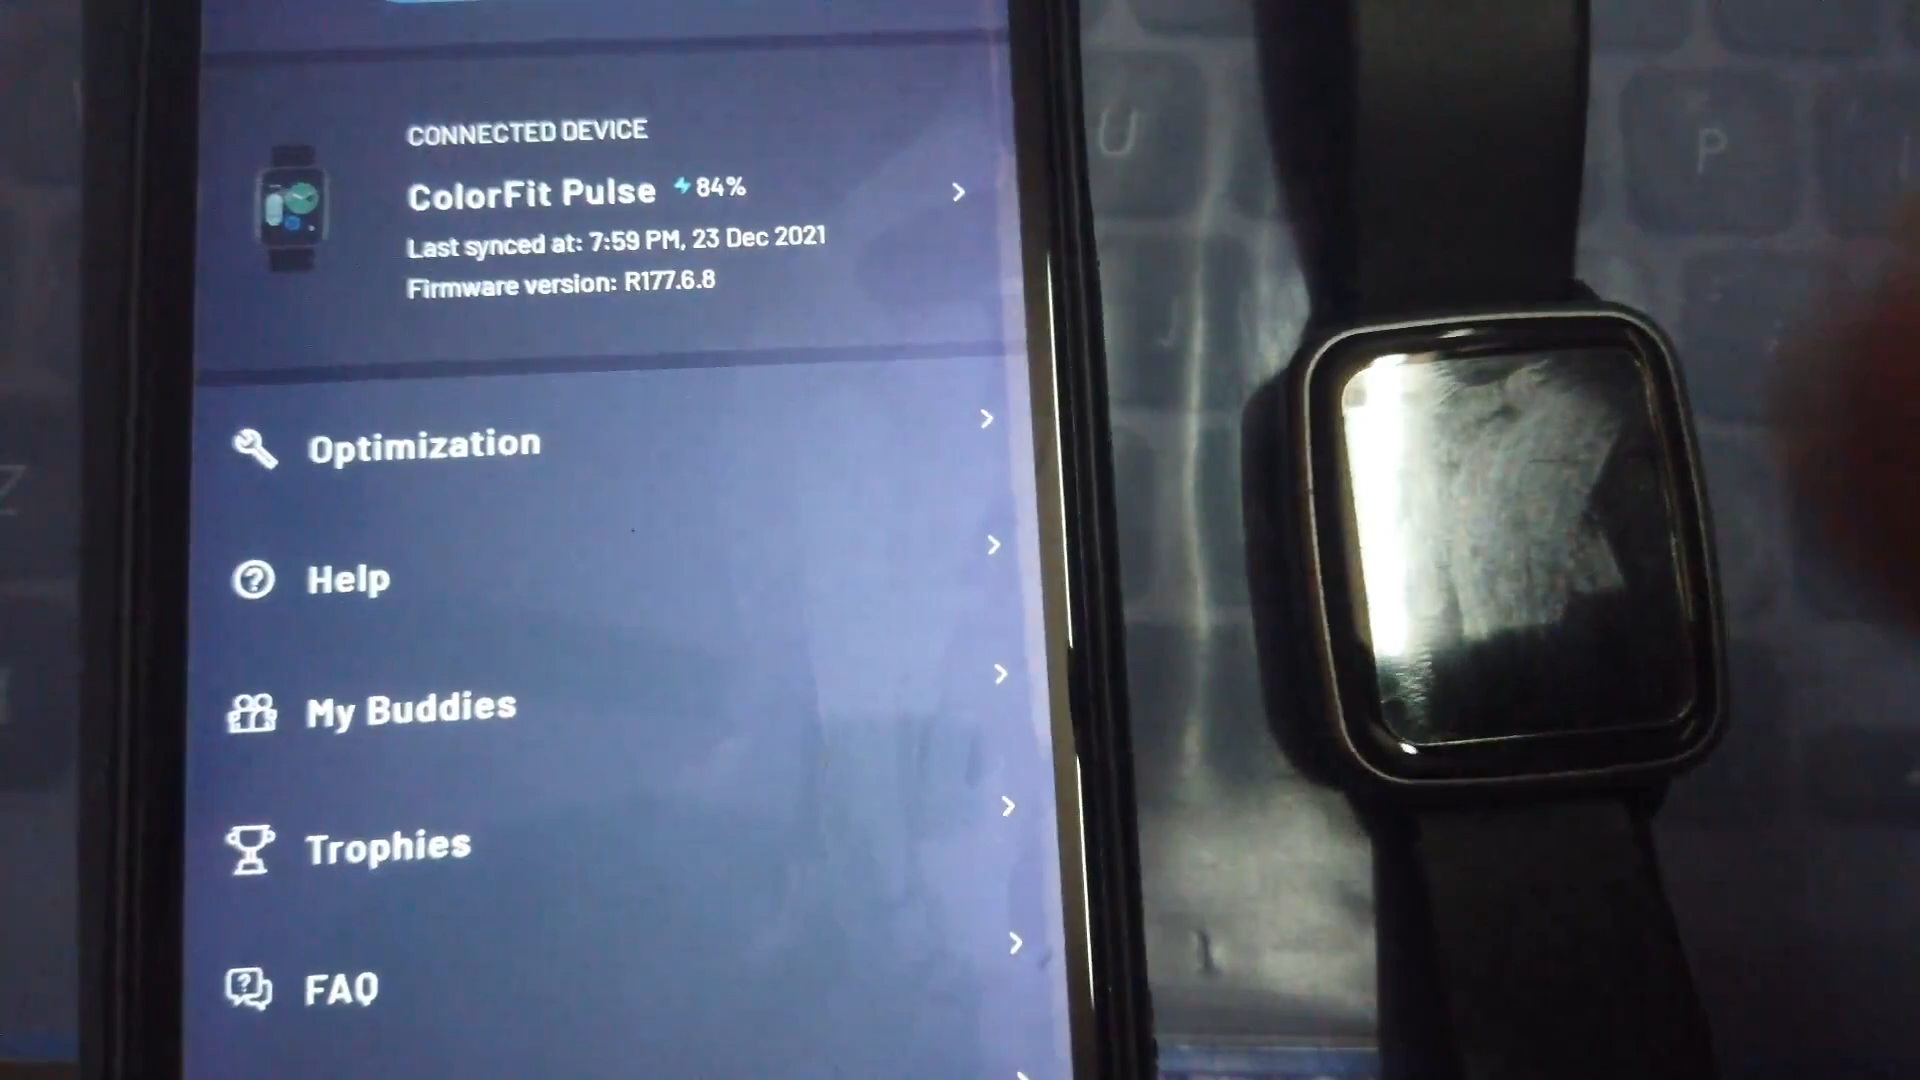 CONNECTED DEVICE
ColorFit Pulse 84%
Last synced at: 7:59 PM, 23 Dec 2021
Firmware version: R177.6.8
Optimization
Help
My Buddies
Trophies
FAQ
U
P
Z